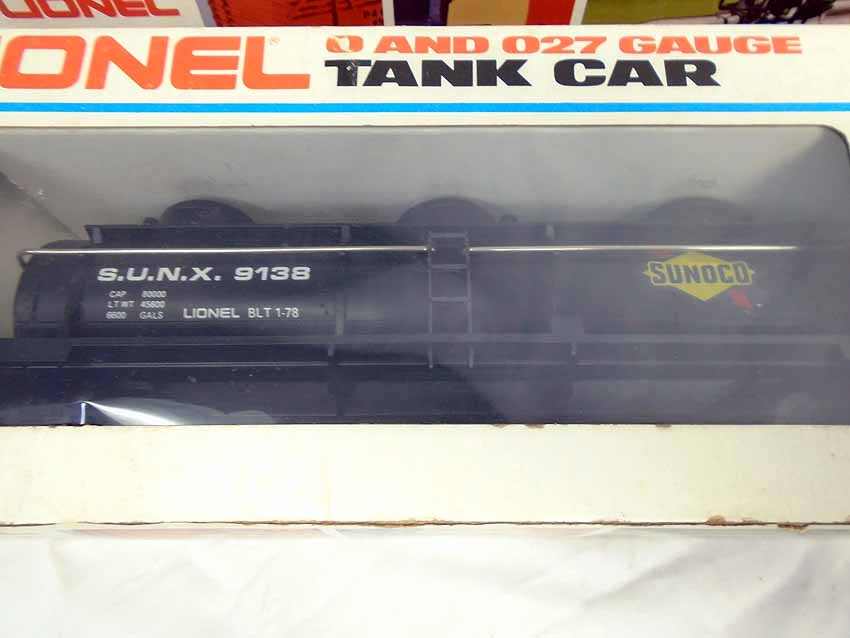 LIONEL
IONEL O AND O27 GAUGE
TANK CAR
S.U.N.X. 9138
CAP 80000
LT WT 45600
6600 GALS LIONEL BLT 1-78
SUNOCO